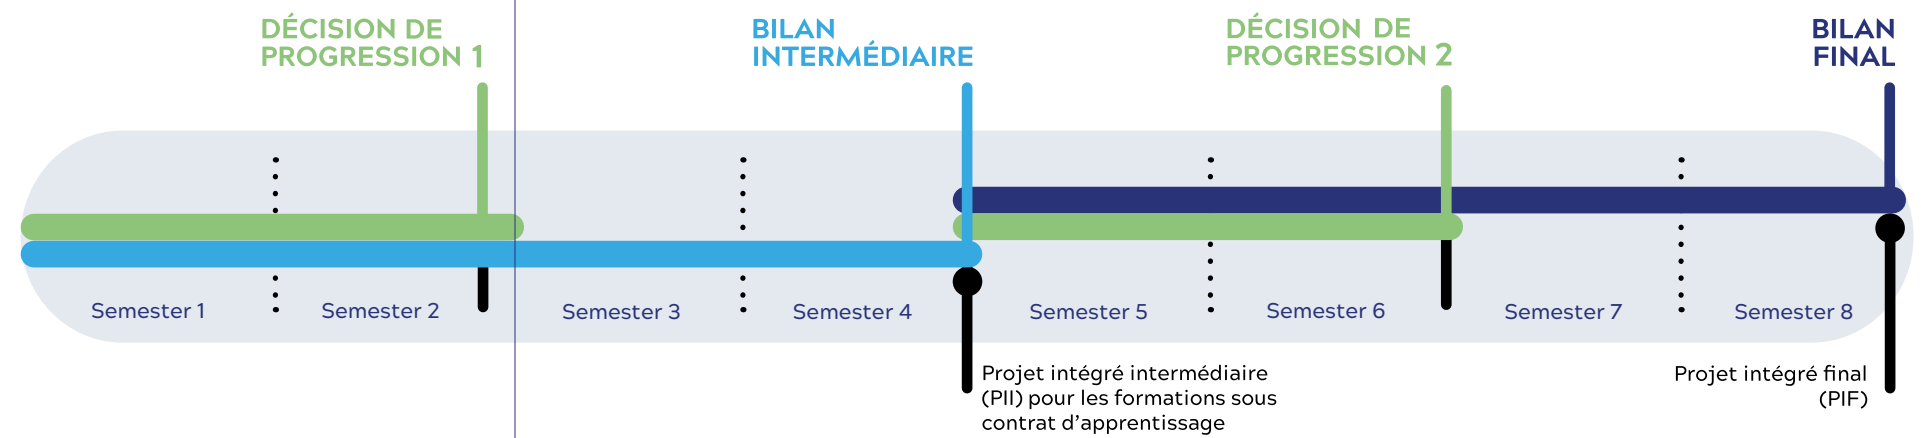 DÉCISION DE
PROGRESSION 1
BILAN
INTERMÉDIAIRE
DÉCISION DE
PROGRESSION 2
BILAN
FINAL
Semester 1
Semester 2
Semester 3
Semester 4
Semester 5
Semester 6
Semester 7
Semester 8
Projet intégré intermédiaire
(PII) pour les formations sous
contrat d’apprentissage
Projet intégré final
(PIF)